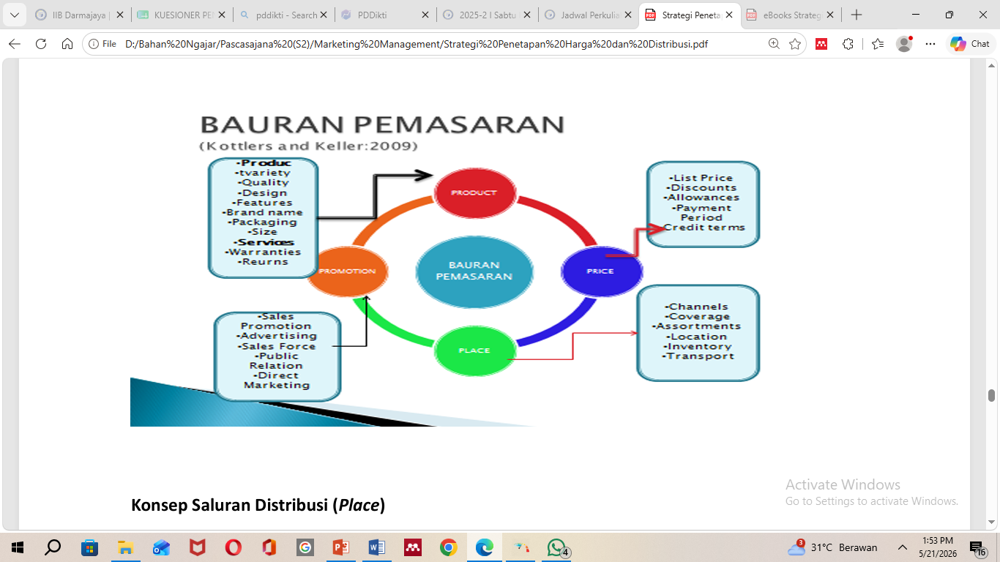 IIB Darmajaya |
KUESIONER PEN
pddikti - Search
PDDikti
2025-2 I Sabtu
Jadwal Perkulia
Strategi Peneta
eBooks Strateg
File
D:/Bahan%20Ngajar/Pascasajana%20(S2)/Marketing%20Management/Strategi%20Penetapan%20Harga%20dan%20Distribusi.pdf
Chat
BAURAN PEMASARAN
(Kottlers and Keller:2009)
•Produc
•tvariety
•Quality
•Design
•Features
•Brand name
•Packaging
•Size
•Services
•Warranties
•Reurns
PRODUCT
•List Price
•Discounts
•Allowances
•Payment
Period
Credit terms
PROMOTION
BAURAN
PEMASARAN
PRICE
•Sales
Promotion
•Advertising
•Sales Force
•Public
Relation
•Direct
Marketing
PLACE
•Channels
•Coverage
•Assortments
•Location
•Inventory
•Transport
Konsep Saluran Distribusi (Place)
Activate Windows
Go to Settings to activate Windows.
3
31°C Berawan
4
1:53 PM
5/21/2026
16